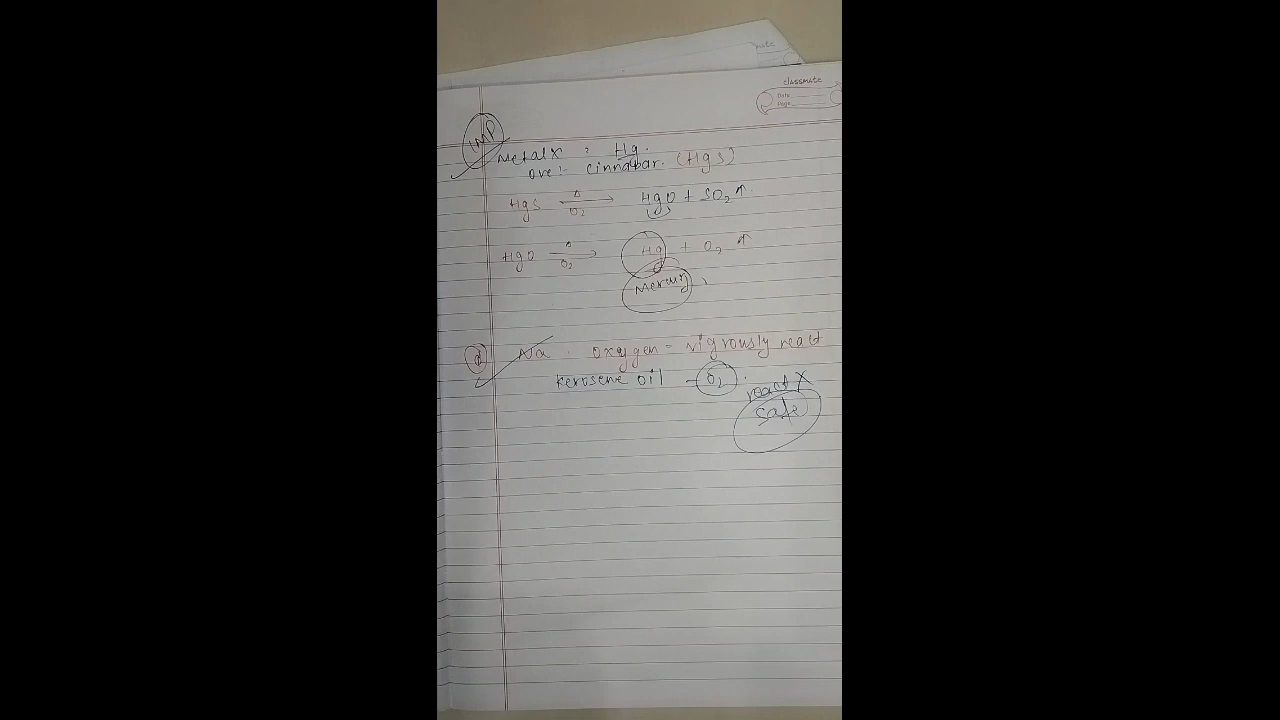 classmate
Date
Page
IMP
Metal X : Hg.
Ore :- Cinnabar. (HgS)
HgS Δ→ O2 HgO + SO2 ↑
HgO Δ→ O2 Hg + O2 ↑
Mercury
Na . Oxygen = vigrously react
kerosene oil - O2 . react X
Safe